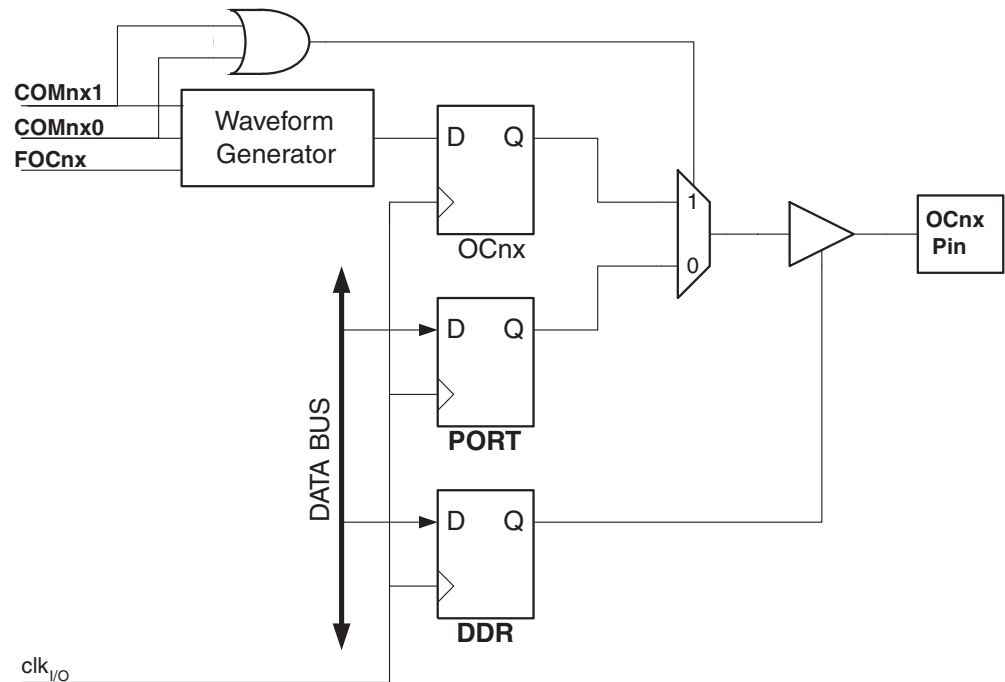 COMnx1
COMnx0
FOCnx
Waveform
Generator
D Q
OCnx
1
0
OCnx
Pin
D Q
PORT
DATA BUS
D Q
DDR
clkI/O